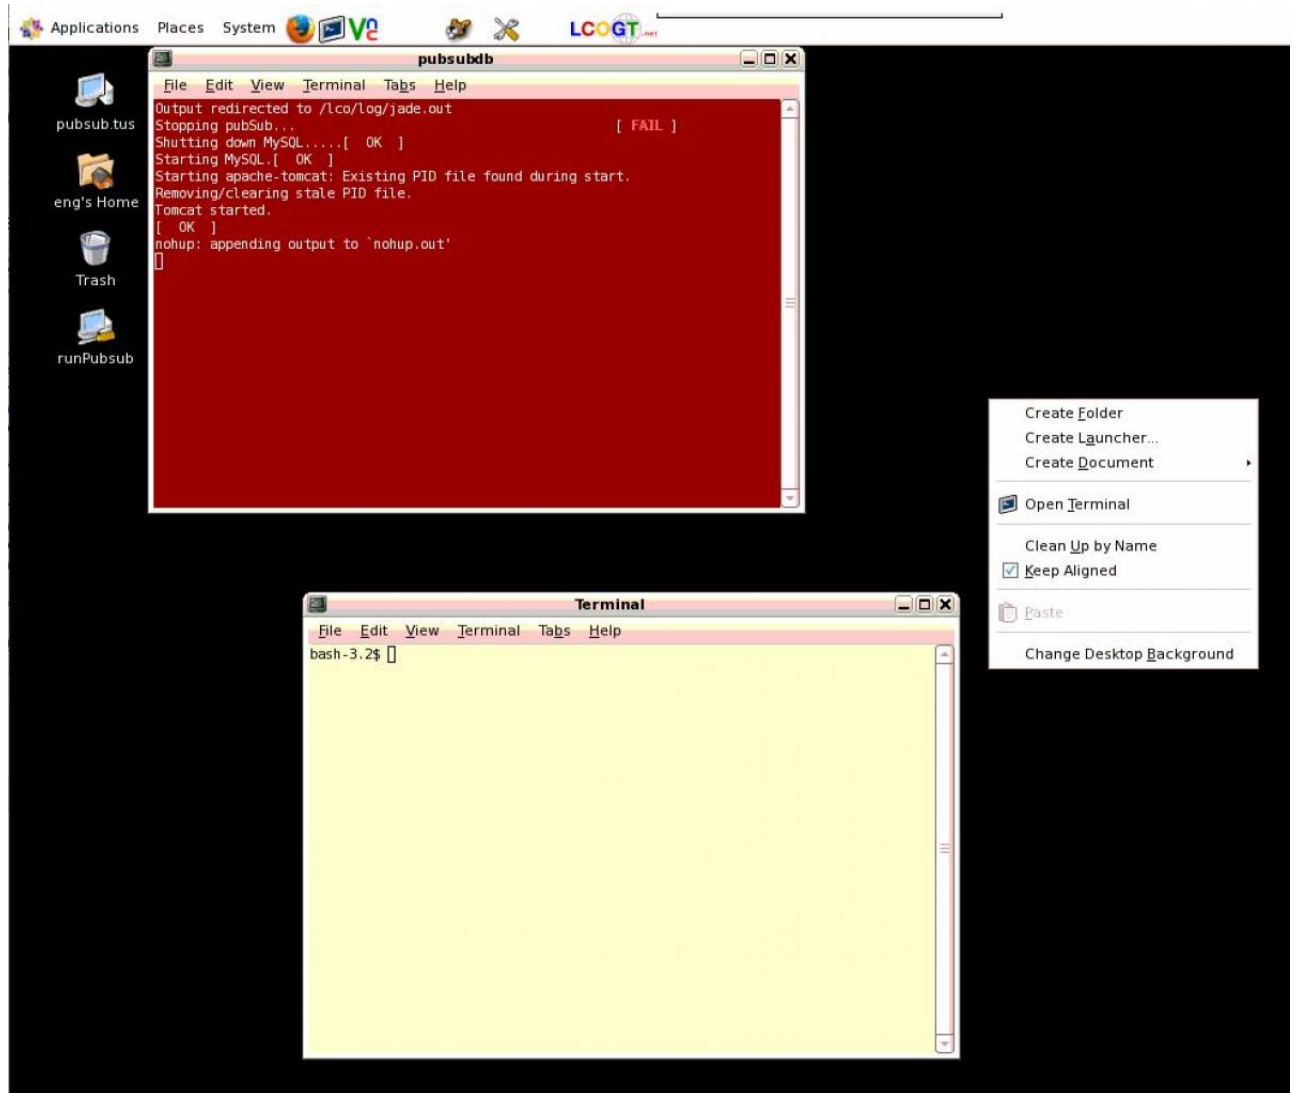 Applications Places System LCOGT.net
pubsubdb
File Edit View Terminal Tabs Help
Output redirected to /lco/log/jade.out
Stopping pubSub... [ FAIL ]
Shutting down MySQL.....[ OK ]
Starting MySQL.[ OK ]
Starting apache-tomcat: Existing PID file found during start.
Removing/clearing stale PID file.
Tomcat started.
[ OK ]
nohup: appending output to `nohup.out'
pubsub.tus
eng's Home
Trash
runPubsub
Create Folder
Create Launcher...
Create Document
Open Terminal
Clean Up by Name
Keep Aligned
Paste
Change Desktop Background
Terminal
File Edit View Terminal Tabs Help
bash-3.2$